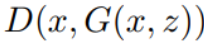 D(x, G(x, z))